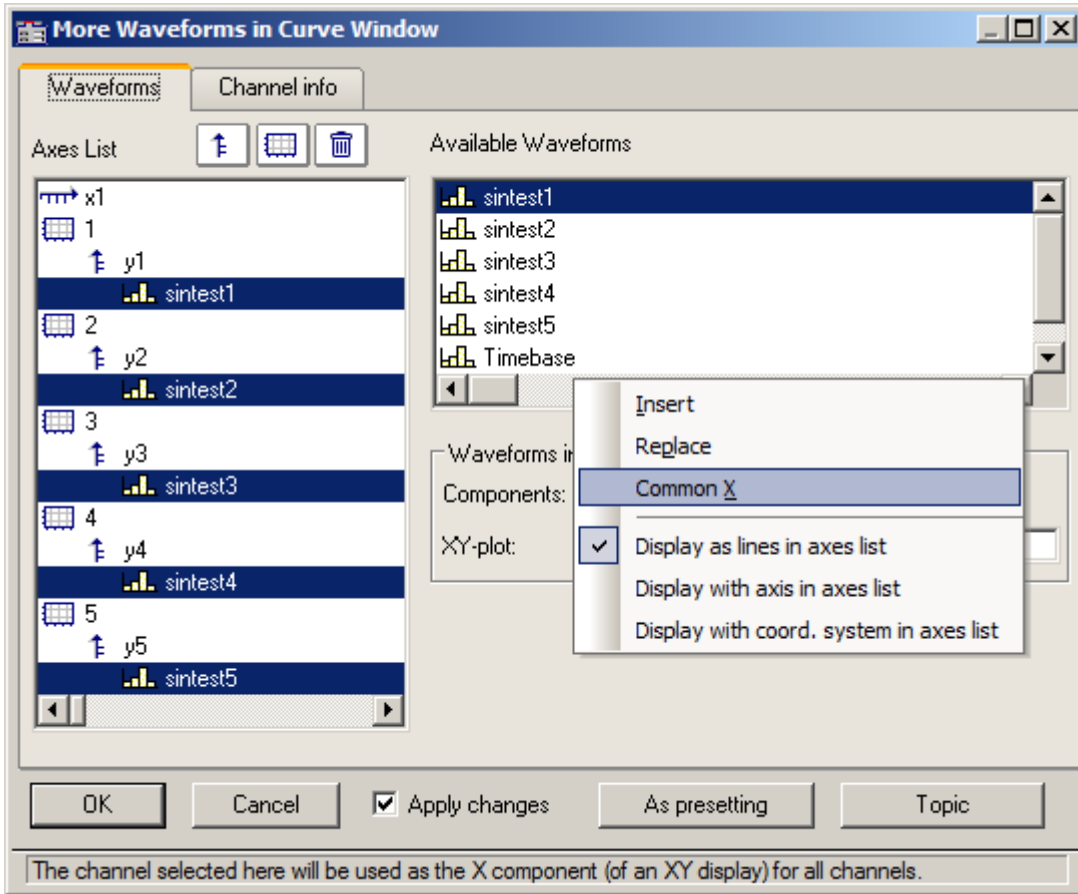 More Waveforms in Curve Window
Waveforms
Channel info
Axes List
Available Waveforms
x1
1
y1
sintest1
2
y2
sintest2
3
y3
sintest3
4
y4
sintest4
5
y5
sintest5
sintest1
sintest2
sintest3
sintest4
sintest5
Timebase
Waveforms
Components:
XY-plot:
Insert
Replace
Common X
Display as lines in axes list
Display with axis in axes list
Display with coord. system in axes list
OK
Cancel
Apply changes
As presetting
Topic
The channel selected here will be used as the X component (of an XY display) for all channels.